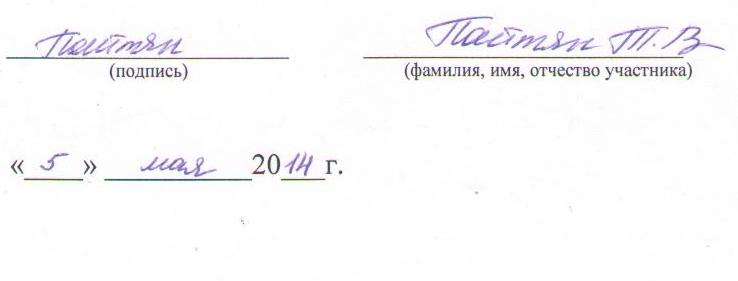 Пайтян Пайтян Т. В.
(подпись) (фамилия, имя, отчество участника)
« 5 » мая 2014 г.